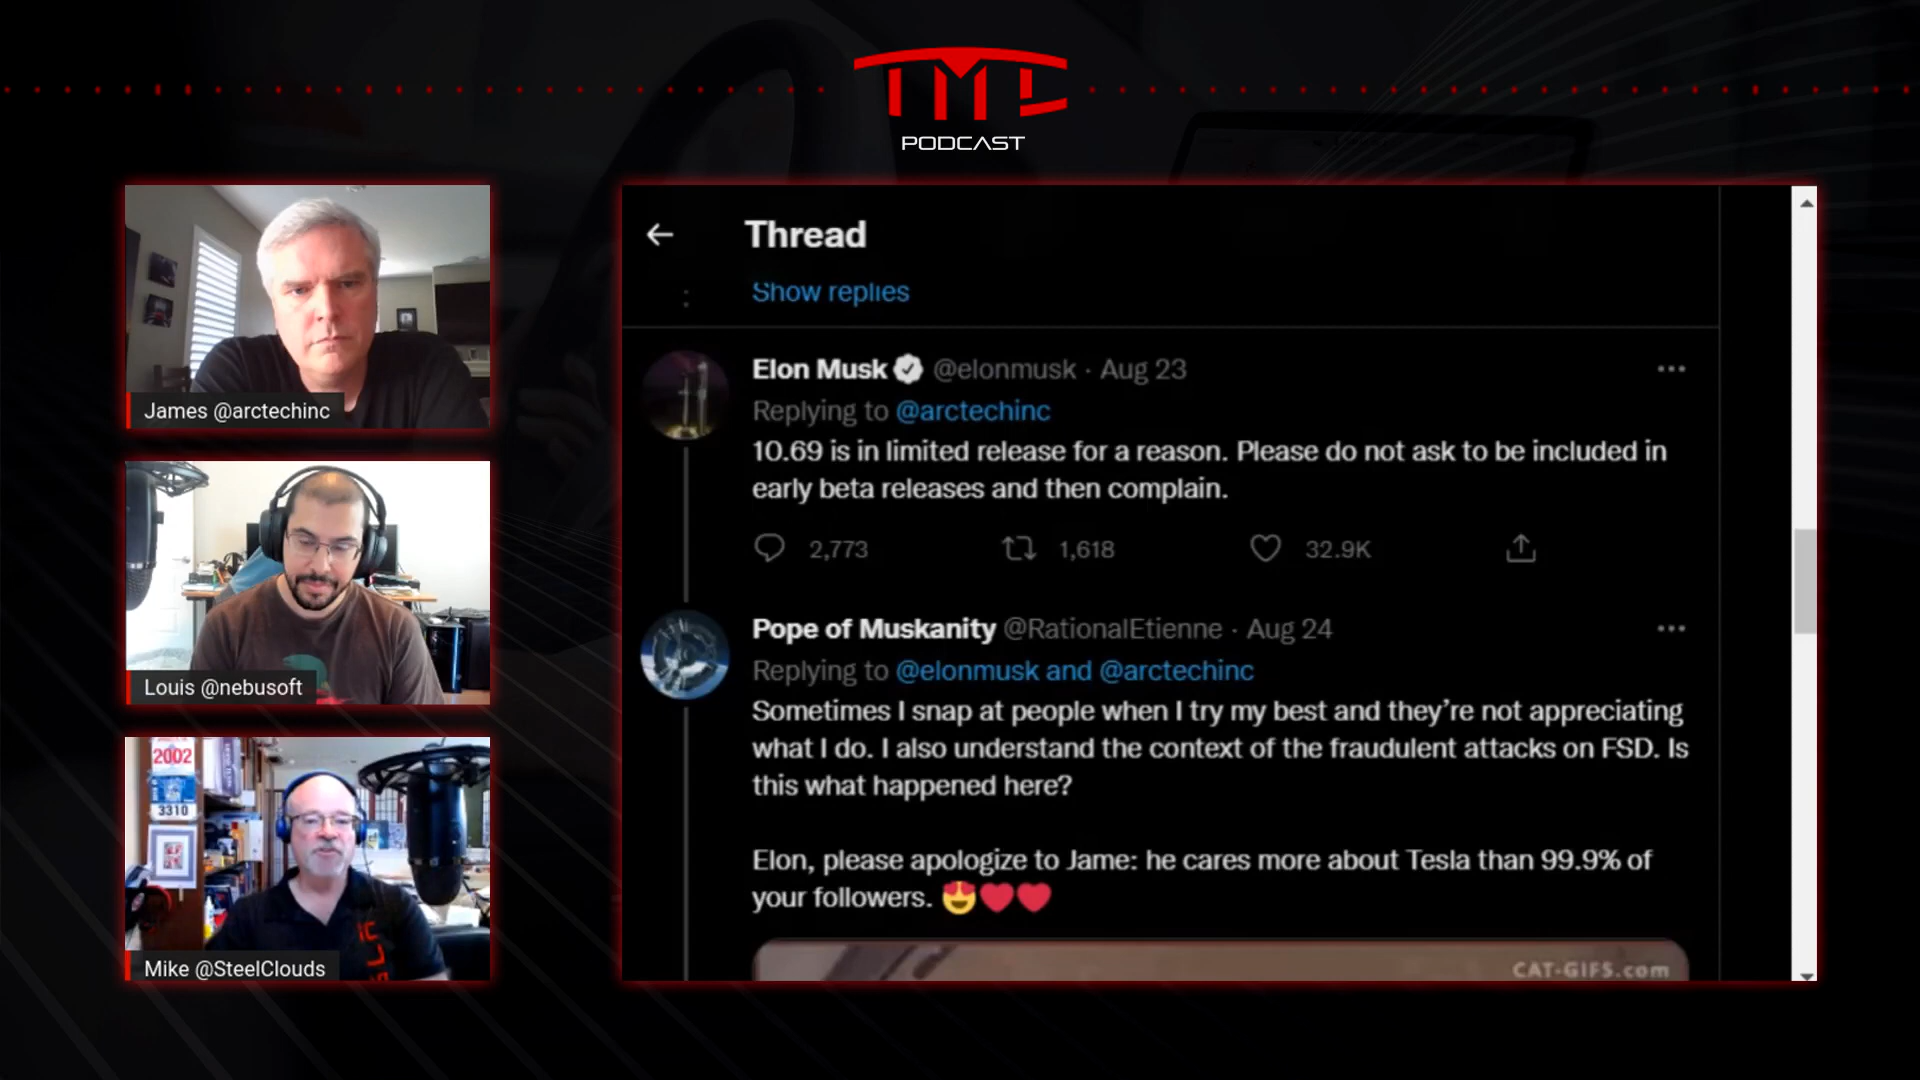 TMC
PODCAST
James @arctechinc
Louis @nebusoft
2002
3310
Mike @SteelClouds
Thread
Show replies
Elon Musk @elonmusk · Aug 23
Replying to @arctechinc
10.69 is in limited release for a reason. Please do not ask to be included in
early beta releases and then complain.
2,773 1,618 32.9K
Pope of Muskanity @RationalEtienne · Aug 24
Replying to @elonmusk and @arctechinc
Sometimes I snap at people when I try my best and they’re not appreciating
what I do. I also understand the context of the fraudulent attacks on FSD. Is
this what happened here?
Elon, please apologize to Jame: he cares more about Tesla than 99.9% of
your followers. 😍❤️❤️
CAT-GIFS.com